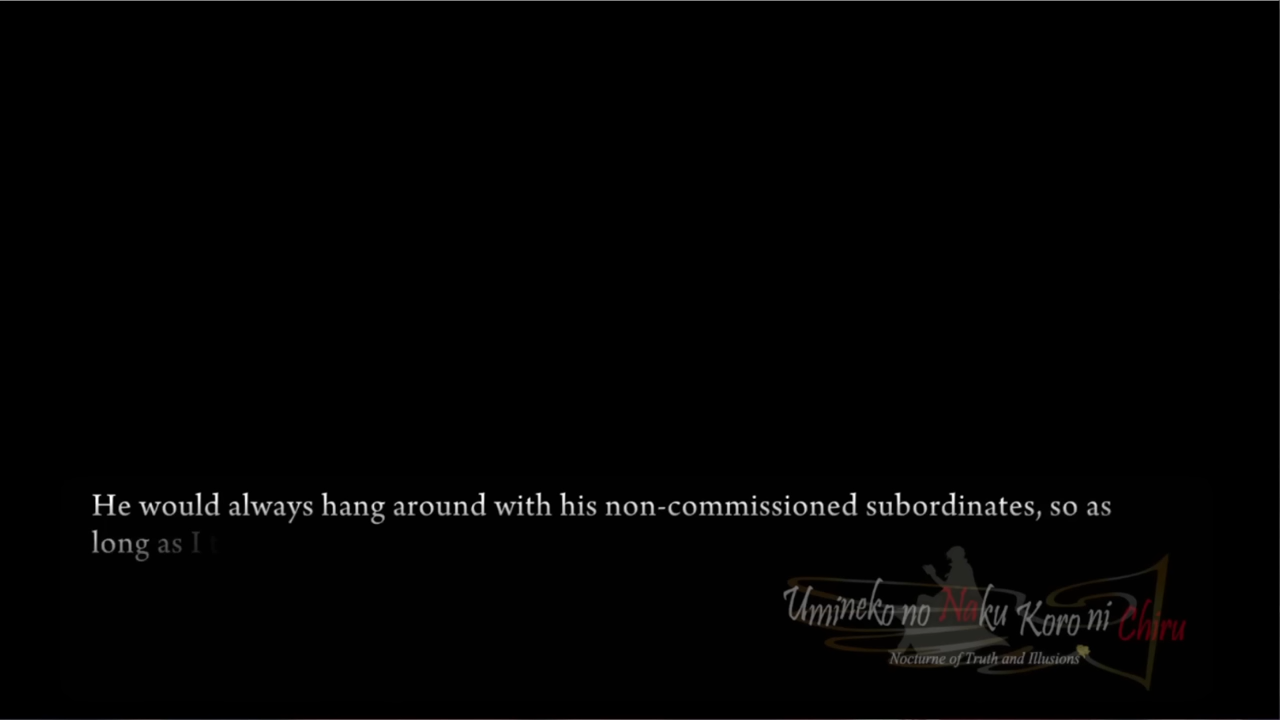 He would always hang around with his non-commissioned subordinates, so as
long as I t
Umineko no Naku Koro ni Chiru
Nocturne of Truth and Illusions